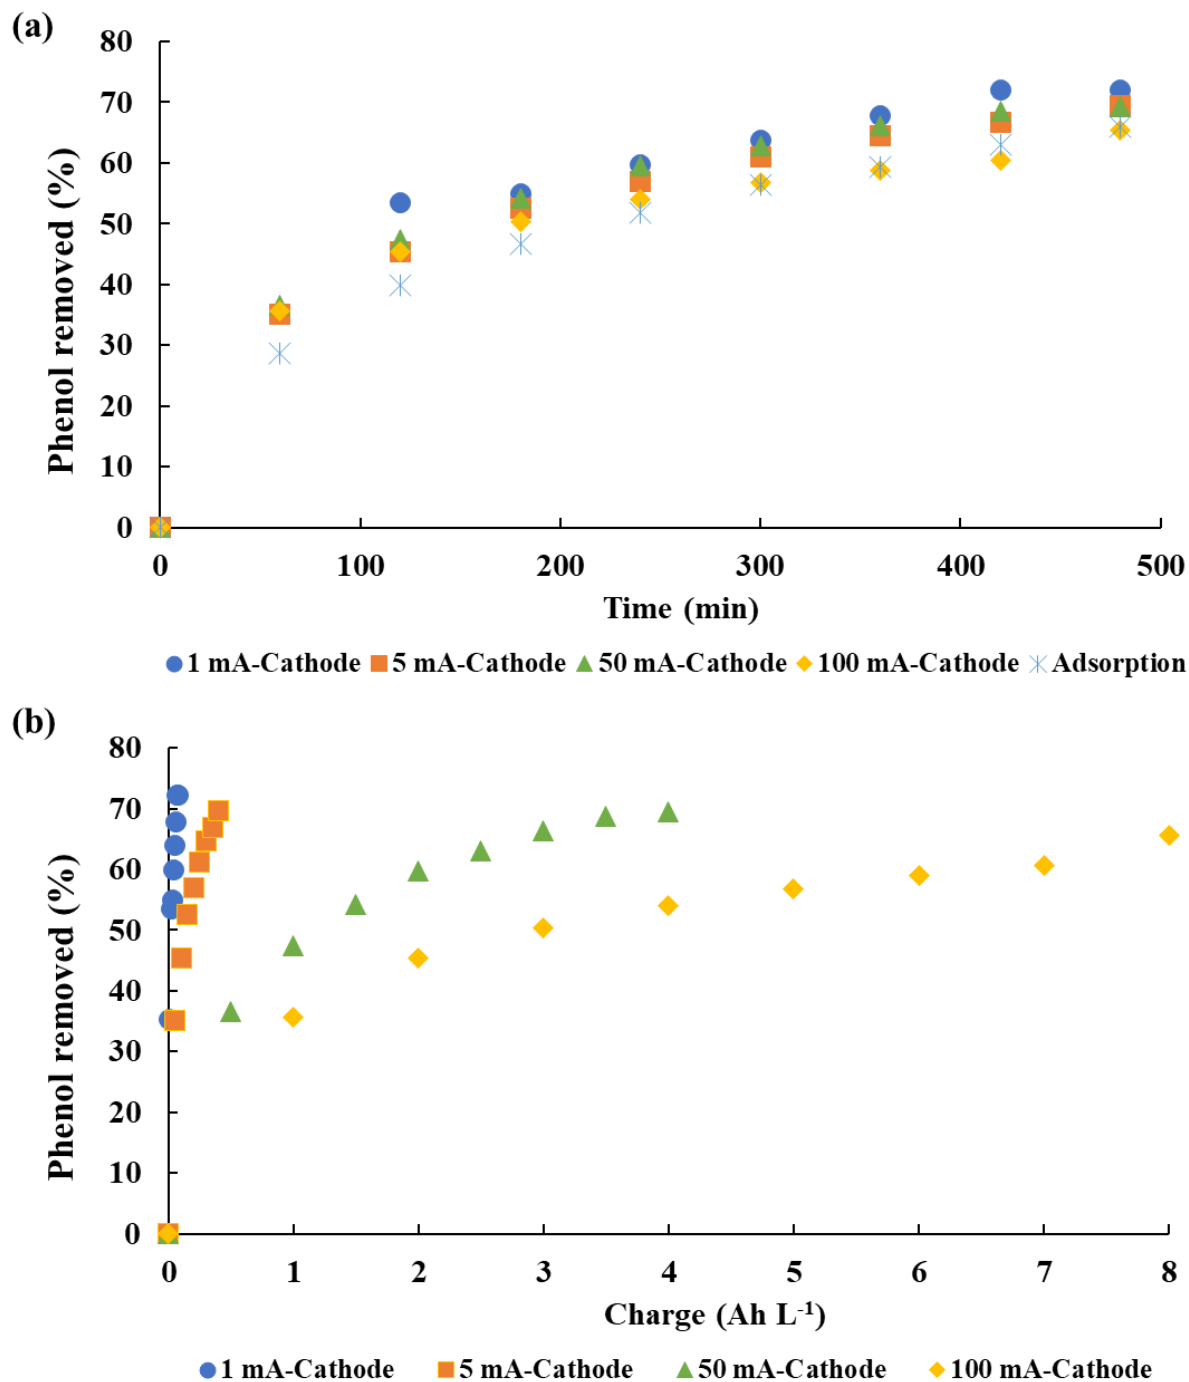 (a)
Phenol removed (%)
80
70
60
50
40
30
20
10
0
0 100 200 300 400 500
Time (min)
1 mA-Cathode 5 mA-Cathode 50 mA-Cathode 100 mA-Cathode Adsorption
(b)
Phenol removed (%)
80
70
60
50
40
30
20
10
0
0 1 2 3 4 5 6 7 8
Charge (Ah L⁻¹)
1 mA-Cathode 5 mA-Cathode 50 mA-Cathode 100 mA-Cathode